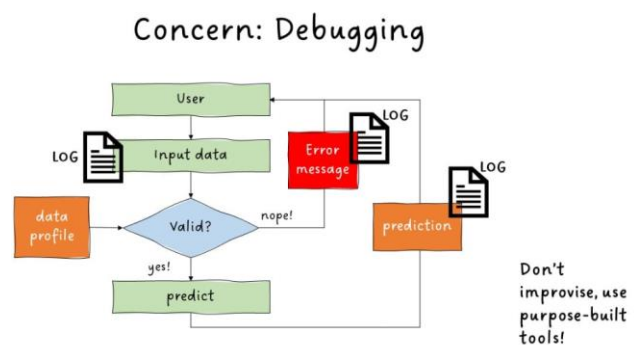 Concern: Debugging
User
LOG
LOG
Input data
Error
message
LOG
data
profile
Valid?
nope!
prediction
yes!
predict
Don't
improvise, use
purpose-built
tools!